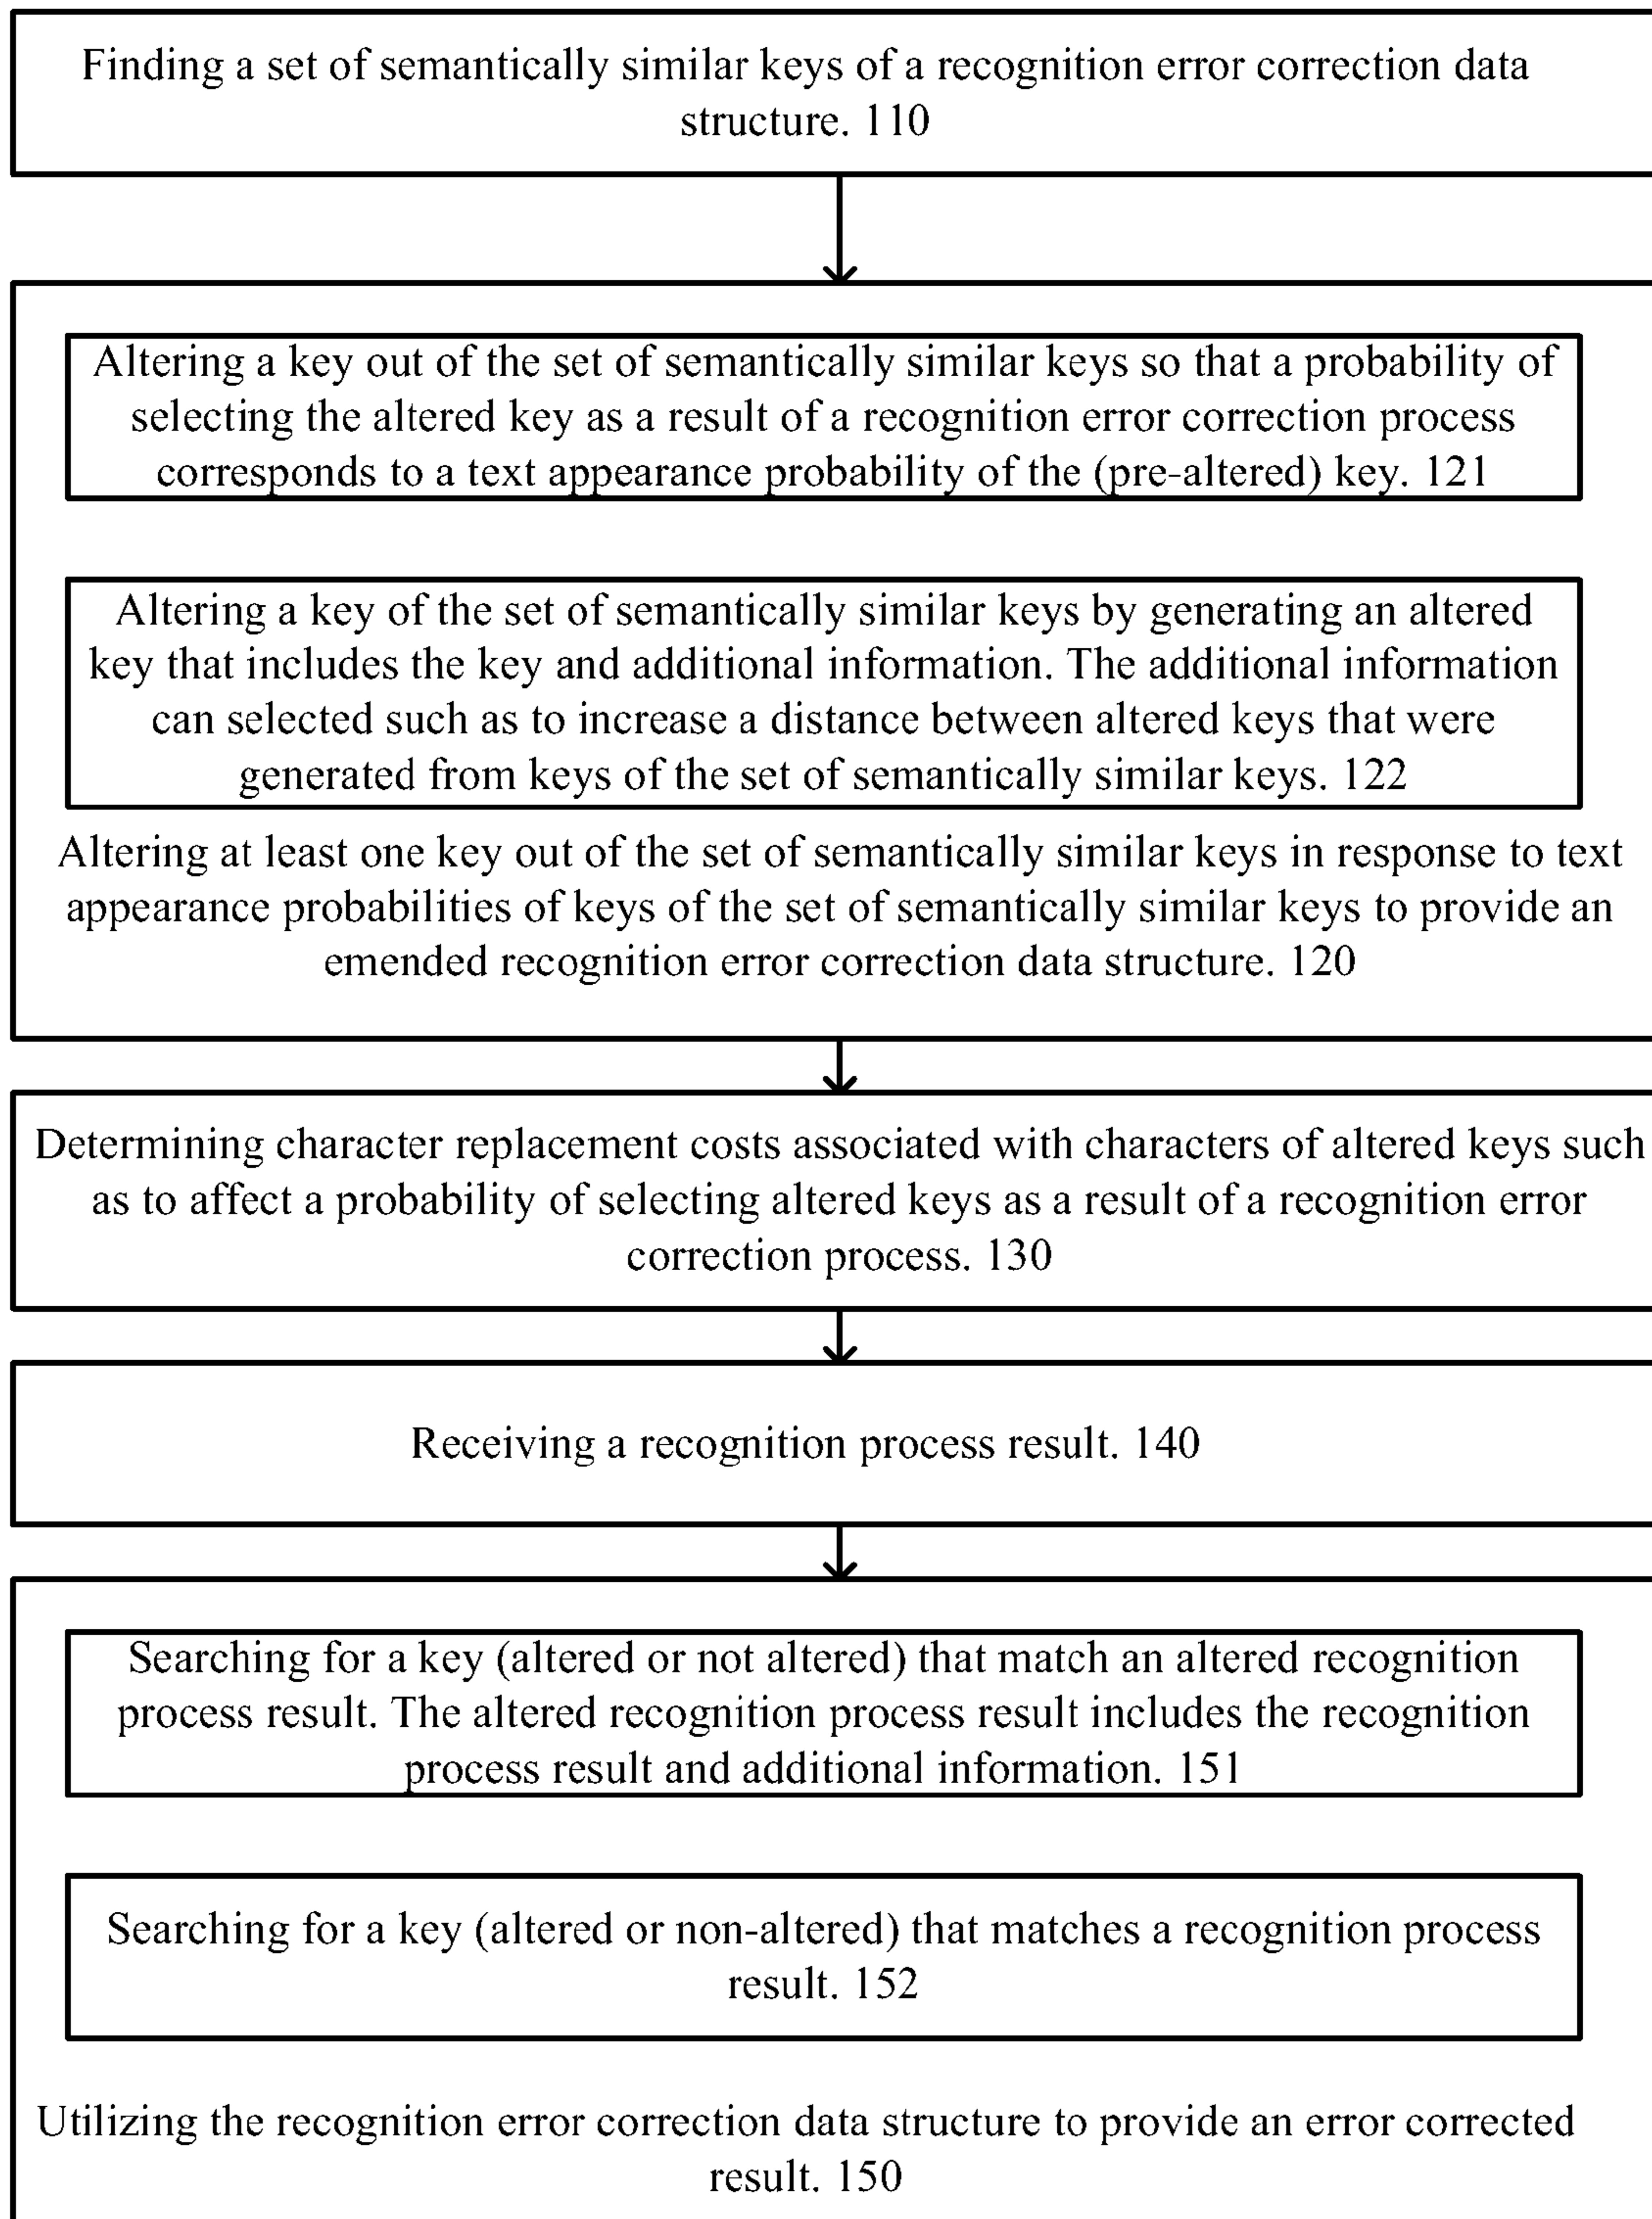 Finding a set of semantically similar keys of a recognition error correction data
structure. 110
Altering a key out of the set of semantically similar keys so that a probability of
selecting the altered key as a result of a recognition error correction process
corresponds to a text appearance probability of the (pre-altered) key. 121
Altering a key of the set of semantically similar keys by generating an altered
key that includes the key and additional information. The additional information
can selected such as to increase a distance between altered keys that were
generated from keys of the set of semantically similar keys. 122
Altering at least one key out of the set of semantically similar keys in response to text
appearance probabilities of keys of the set of semantically similar keys to provide an
emended recognition error correction data structure. 120
Determining character replacement costs associated with characters of altered keys such
as to affect a probability of selecting altered keys as a result of a recognition error
correction process. 130
Receiving a recognition process result. 140
Searching for a key (altered or not altered) that match an altered recognition
process result. The altered recognition process result includes the recognition
process result and additional information. 151
Searching for a key (altered or non-altered) that matches a recognition process
result. 152
Utilizing the recognition error correction data structure to provide an error corrected
result. 150